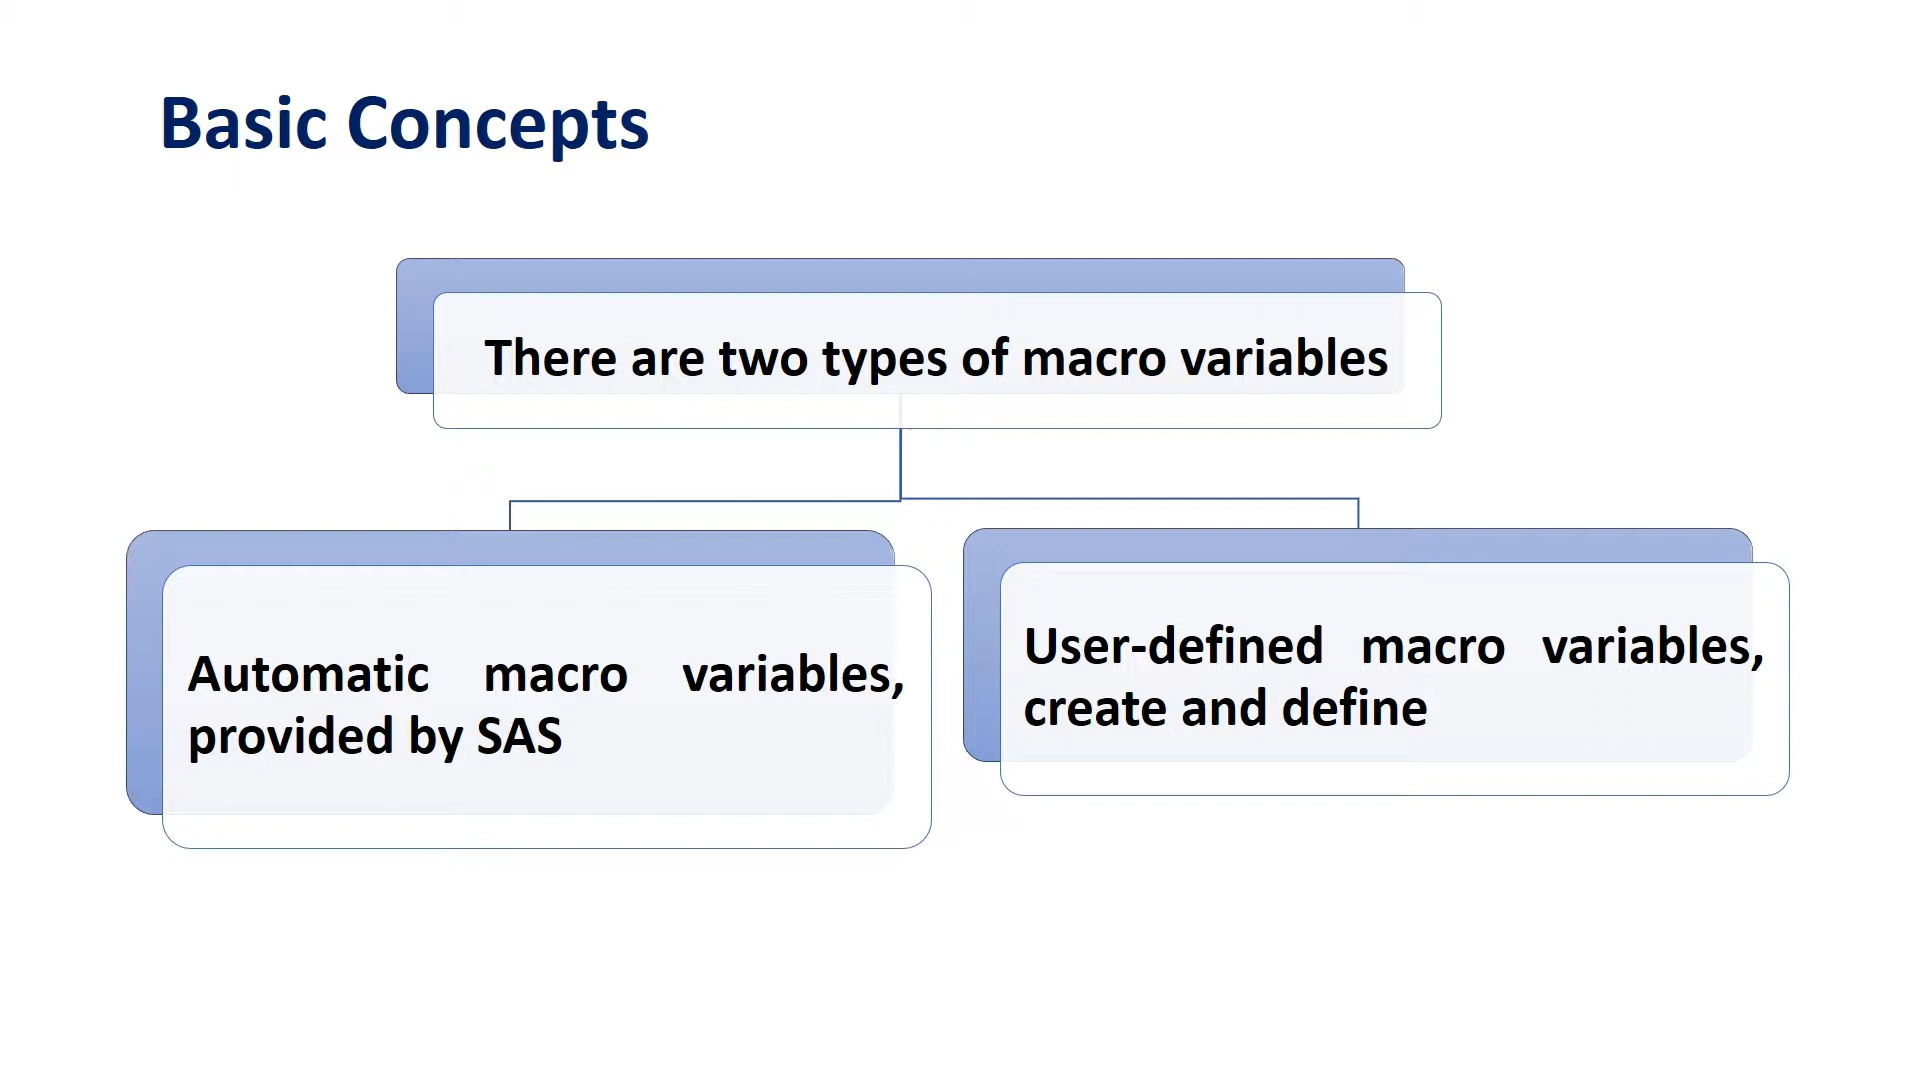 Basic Concepts
There are two types of macro variables
Automatic macro variables,
provided by SAS
User-defined macro variables,
create and define